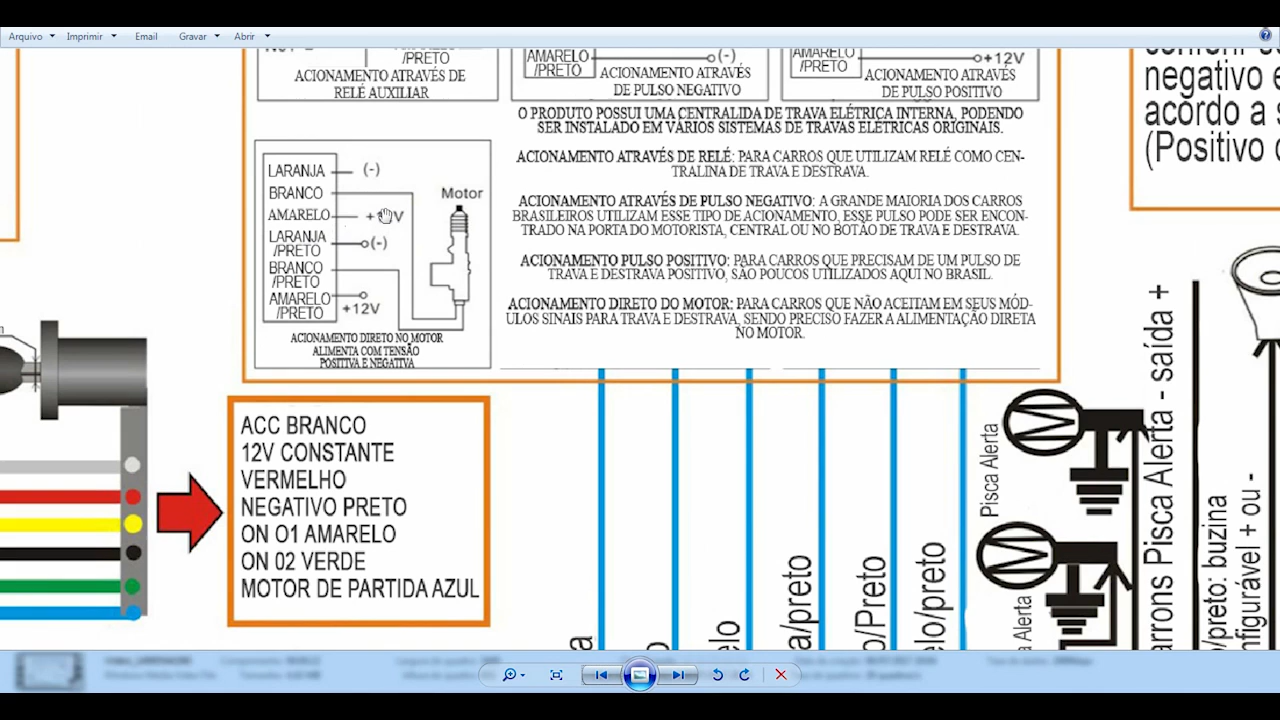 Arquivo
Imprimir
Email
Gravar
Abrir
/PRETO
ACIONAMENTO ATRAVÉS DE
RELÉ AUXILIAR
AMARELO
/PRETO
(-)
ACIONAMENTO ATRAVÉS
DE PULSO NEGATIVO
AMARELO
/PRETO
+12V
ACIONAMENTO ATRAVÉS
DE PULSO POSITIVO
negativo e
acordo a s
(Positivo
O PRODUTO POSSUI UMA CENTRALIDA DE TRAVA ELÉTRICA INTERNA, PODENDO
SER INSTALADO EM VÁRIOS SISTEMAS DE TRAVAS ELÉTRICAS ORIGINAIS.
ACIONAMENTO ATRAVÉS DE RELÉ: PARA CARROS QUE UTILIZAM RELÉ COMO CEN-
TRALINA DE TRAVA E DESTRAVA.
ACIONAMENTO ATRAVÉS DE PULSO NEGATIVO: A GRANDE MAIORIA DOS CARROS
BRASILEIROS UTILIZAM ESSE TIPO DE ACIONAMENTO, ESSE PULSO PODE SER ENCON-
TRADO NA PORTA DO MOTORISTA, CENTRAL OU NO BOTÃO DE TRAVA E DESTRAVA.
ACIONAMENTO PULSO POSITIVO: PARA CARROS QUE PRECISAM DE UM PULSO DE
TRAVA E DESTRAVA POSITIVO, SÃO POUCOS UTILIZADOS AQUI NO BRASIL.
ACIONAMENTO DIRETO DO MOTOR: PARA CARROS QUE NÃO ACEITAM EM SEUS MÓD-
ULOS SINAIS PARA TRAVA E DESTRAVA, SENDO PRECISO FAZER A ALIMENTAÇÃO DIRETA
NO MOTOR.
LARANJA (-)
BRANCO
Motor
AMARELO
LARANJA
/PRETO
(-)
BRANCO
/PRETO
AMARELO
/PRETO
+12V
ACIONAMENTO DIRETO NO MOTOR
ALIMENTA COM TENSÃO
POSITIVA E NEGATIVA
ACC BRANCO
12V CONSTANTE
VERMELHO
NEGATIVO PRETO
ON O1 AMARELO
ON 02 VERDE
MOTOR DE PARTIDA AZUL
elo
a/preto
o/Preto
elo/preto
Pisca Alerta
a Alerta
arrons Pisca Alerta - saída +
o/preto: buzina
nfigurável + ou -